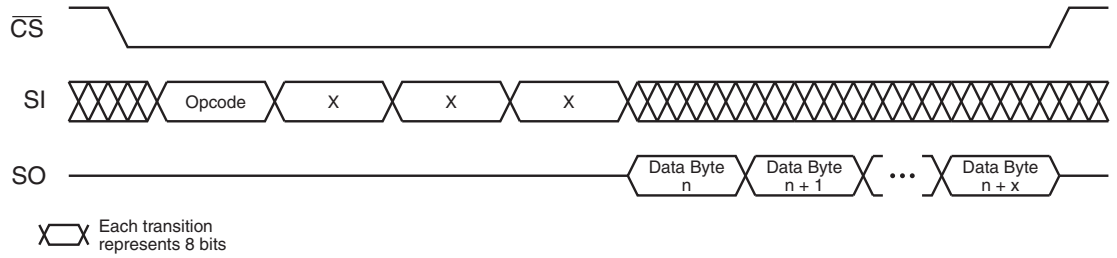 CS
SI
Opcode X X X
SO
Data Byte n Data Byte n + 1 ••• Data Byte n + x
Each transition
represents 8 bits